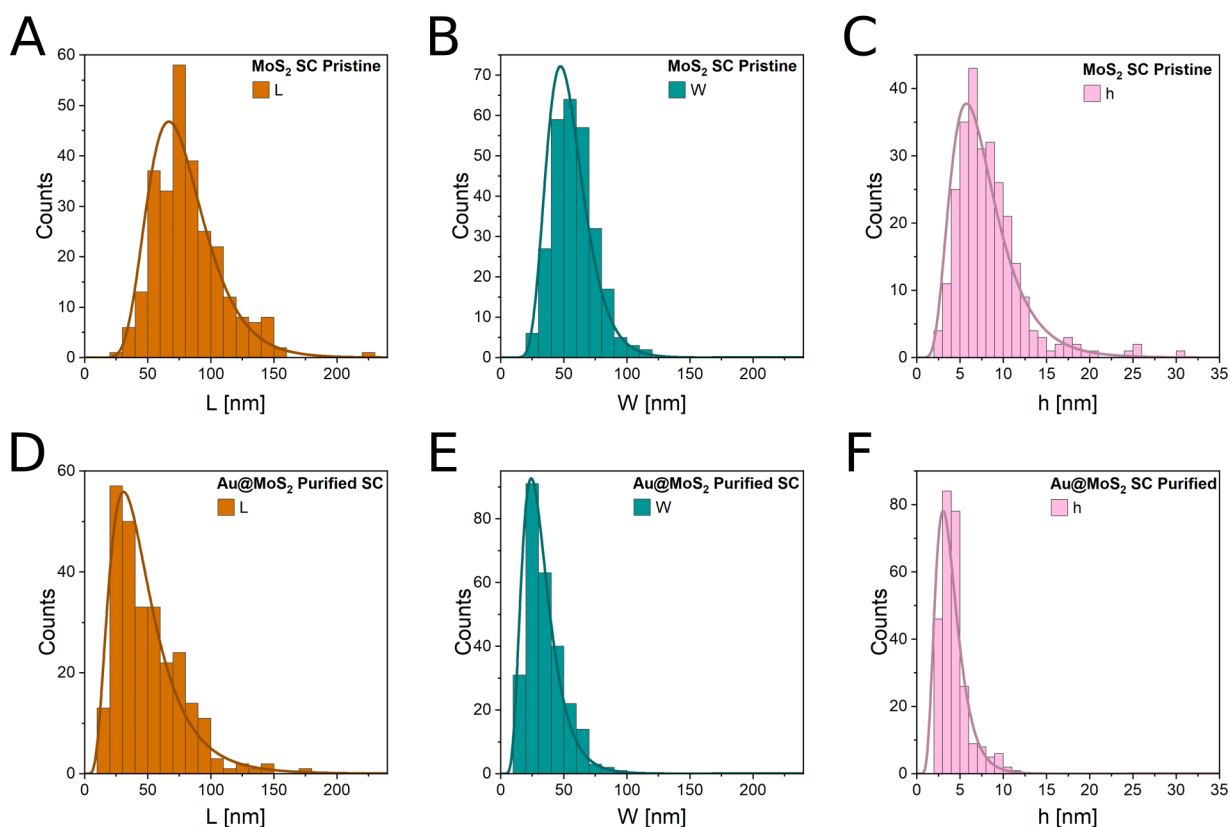 A
MoS₂ SC Pristine
L
Counts
0
10
20
30
40
50
60
0
50
100
150
200
L [nm]
B
MoS₂ SC Pristine
W
Counts
0
10
20
30
40
50
60
70
0
50
100
150
200
W [nm]
C
MoS₂ SC Pristine
h
Counts
0
10
20
30
40
0
5
10
15
20
25
30
35
h [nm]
D
Au@MoS₂ Purified SC
L
Counts
0
20
40
60
0
50
100
150
200
L [nm]
E
Au@MoS₂ Purified SC
W
Counts
0
20
40
60
80
0
50
100
150
200
W [nm]
F
Au@MoS₂ SC Purified
h
Counts
0
20
40
60
80
0
5
10
15
20
25
30
35
h [nm]